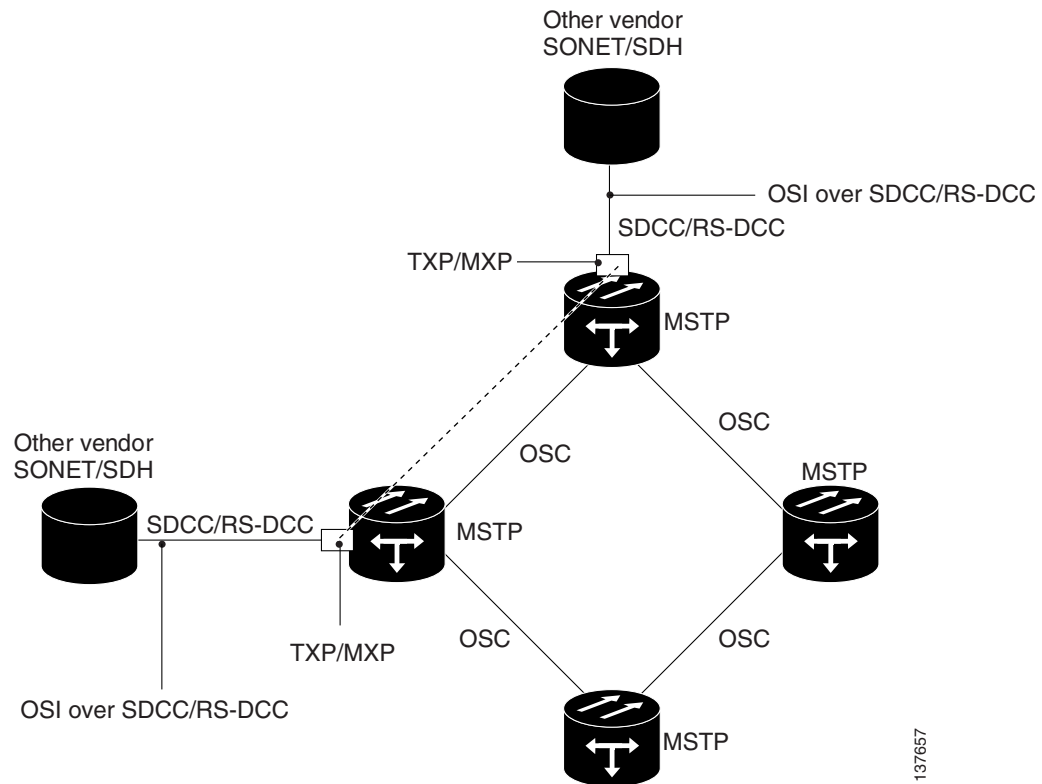 Other vendor
SONET/SDH
OSI over SDCC/RS-DCC
SDCC/RS-DCC
TXP/MXP
MSTP
OSC
OSC
Other vendor
SONET/SDH
MSTP
SDCC/RS-DCC
MSTP
OSC
OSC
TXP/MXP
OSI over SDCC/RS-DCC
MSTP
137657